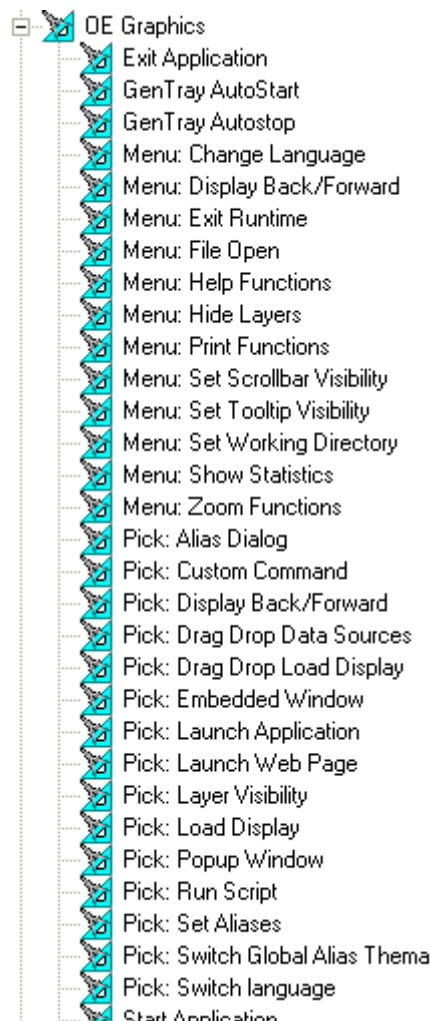 OE Graphics
Exit Application
GenTray AutoStart
GenTray Autostop
Menu: Change Language
Menu: Display Back/Forward
Menu: Exit Runtime
Menu: File Open
Menu: Help Functions
Menu: Hide Layers
Menu: Print Functions
Menu: Set Scrollbar Visibility
Menu: Set Tooltip Visibility
Menu: Set Working Directory
Menu: Show Statistics
Menu: Zoom Functions
Pick: Alias Dialog
Pick: Custom Command
Pick: Display Back/Forward
Pick: Drag Drop Data Sources
Pick: Drag Drop Load Display
Pick: Embedded Window
Pick: Launch Application
Pick: Launch Web Page
Pick: Layer Visibility
Pick: Load Display
Pick: Popup Window
Pick: Run Script
Pick: Set Aliases
Pick: Switch Global Alias Thema
Pick: Switch language
Start Application